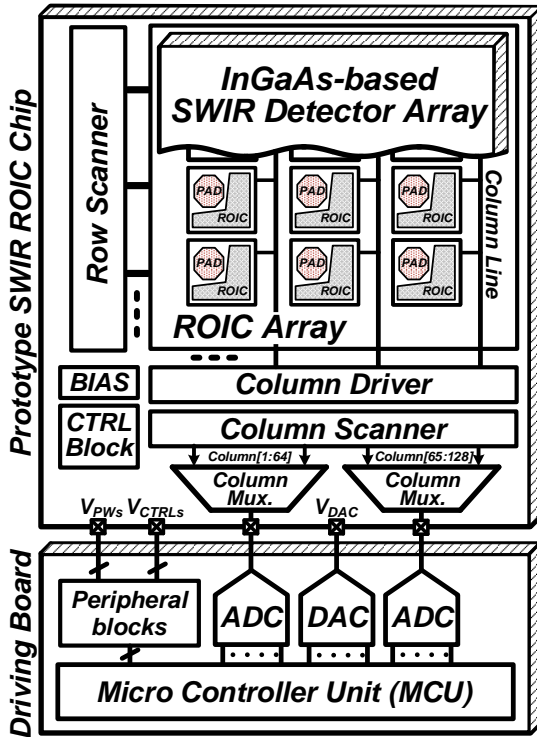 Prototype SWIR ROIC Chip
Row Scanner
InGaAs-based
SWIR Detector Array
PAD
ROIC
PAD
ROIC
PAD
ROIC
Column Line
PAD
ROIC
PAD
ROIC
PAD
ROIC
ROIC Array
BIAS
Column Driver
CTRL
Block
Column Scanner
Column[1:64]
Column[65:128]
Column
Mux.
Column
Mux.
VPWs
VCTRLs
VDAC
Driving Board
Peripheral
blocks
ADC
DAC
ADC
Micro Controller Unit (MCU)